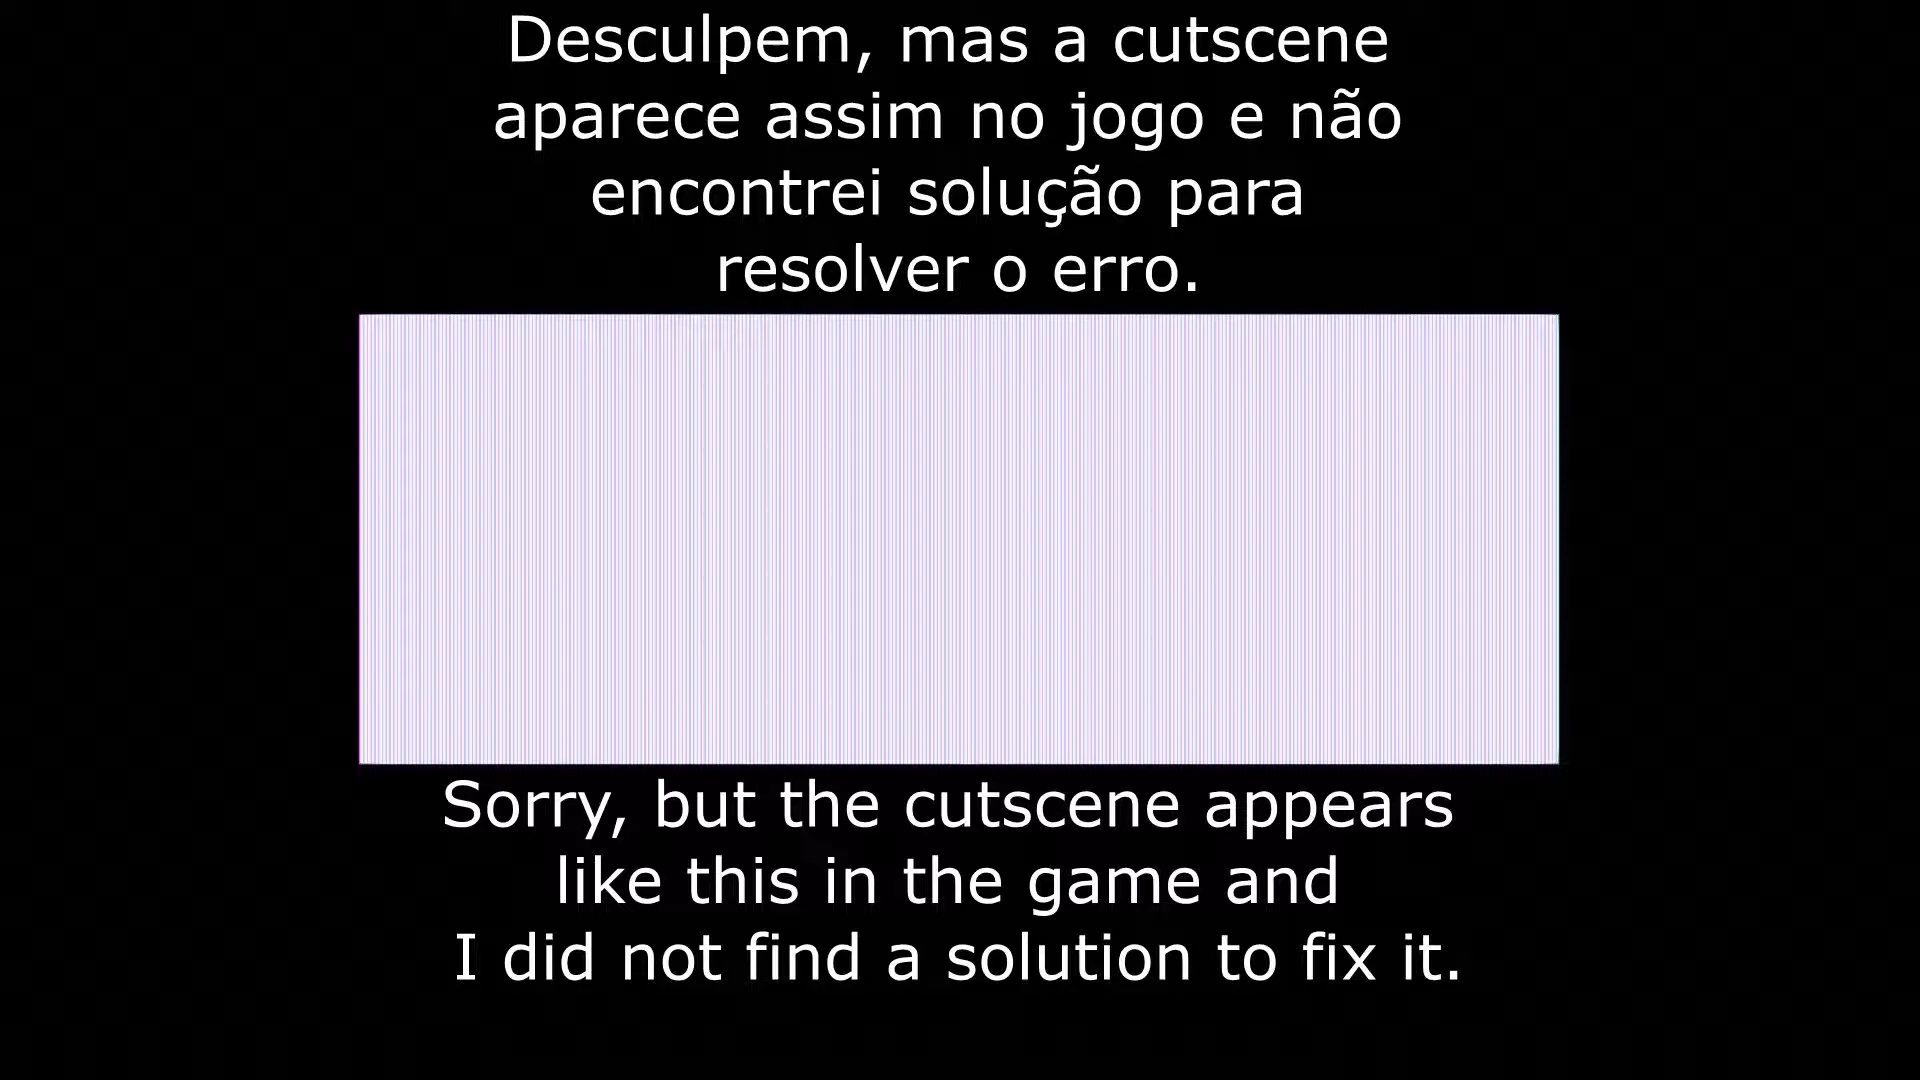 Desculpem, mas a cutscene
aparece assim no jogo e não
encontrei solução para
resolver o erro.
Sorry, but the cutscene appears
like this in the game and
I did not find a solution to fix it.